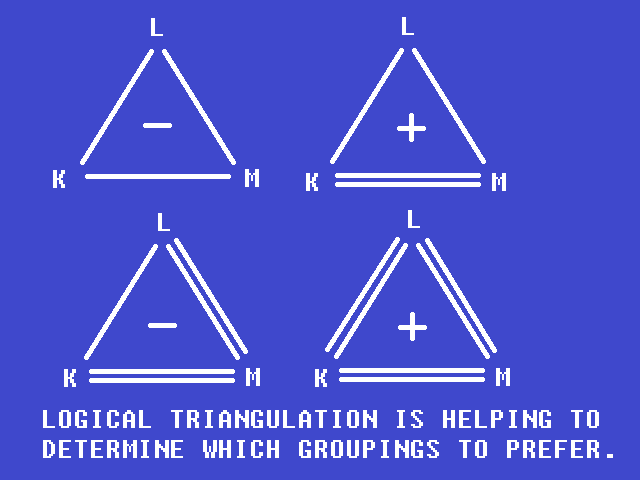 L L
- +
K M K M
L L
- +
K M K M
LOGICAL TRIANGULATION IS HELPING TO
DETERMINE WHICH GROUPINGS TO PREFER.